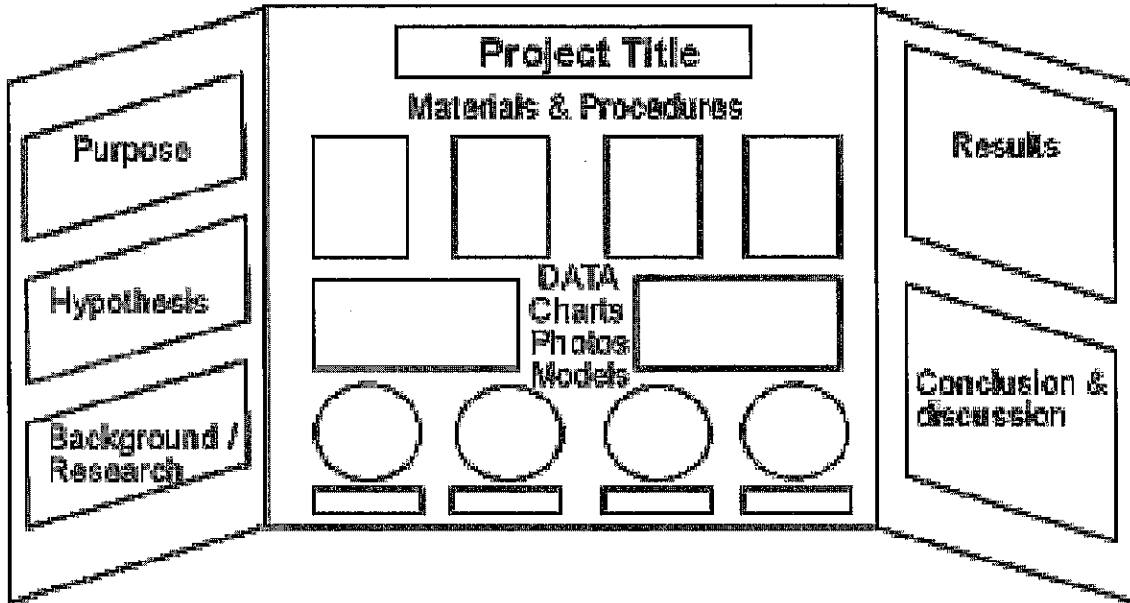 Purpose
Hypothesis
Background /
Research
Project Title
Materials & Procedures
DATA
Charts
Photos
Models
Results
Conclusion &
discussion